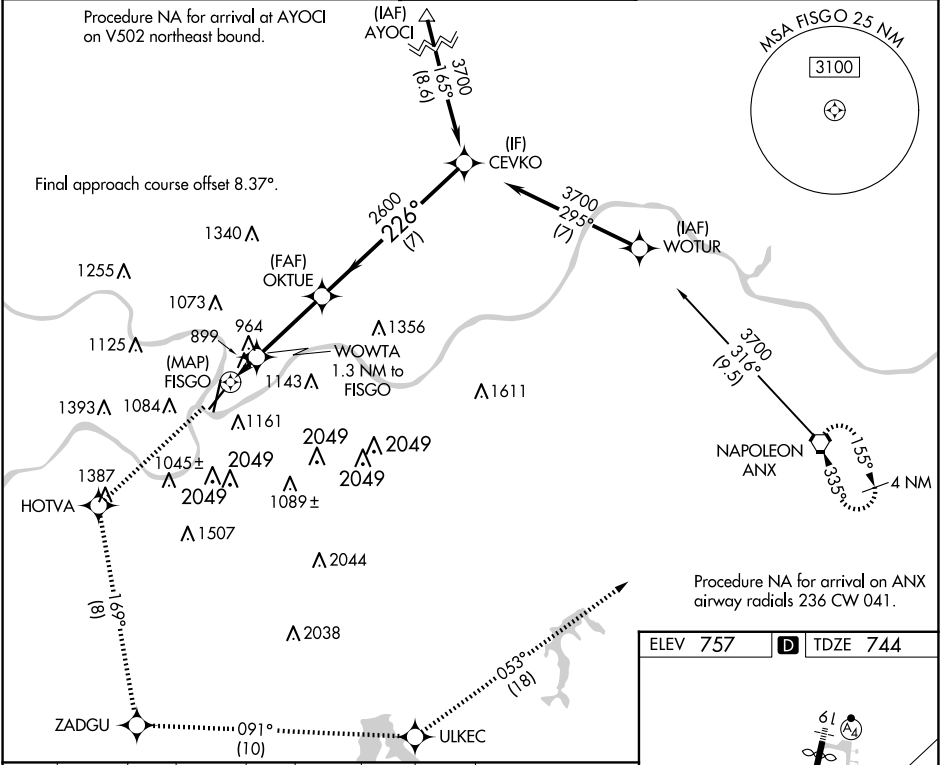 Procedure NA for arrival at AYOCI
on V502 northeast bound.
(IAF)
AYOCI
3700
165°
(8.6)
MSA FISGO 25 NM
3100
(IF)
CEVKO
Final approach course offset 8.37°.
2600
226°
(7)
3700
295°
(7)
(IAF)
WOTUR
1340
(FAF)
OKTUE
1255
1073
964
899
1356
1125
WOWTA
1.3 NM to
FISGO
(MAP)
FISGO
1143
3700
316°
(9.5)
1611
1393
1084
1161
2049
2049
2049
1045±
2049
2049
1089±
NAPOLEON
ANX
155°
335°
4 NM
1387
HOTVA
1507
2044
Procedure NA for arrival on ANX
airway radials 236 CW 041.
169°
(8)
2038
053°
(18)
ELEV 757
D
TDZE 744
19
A4
ZADGU
091°
(10)
ULKEC